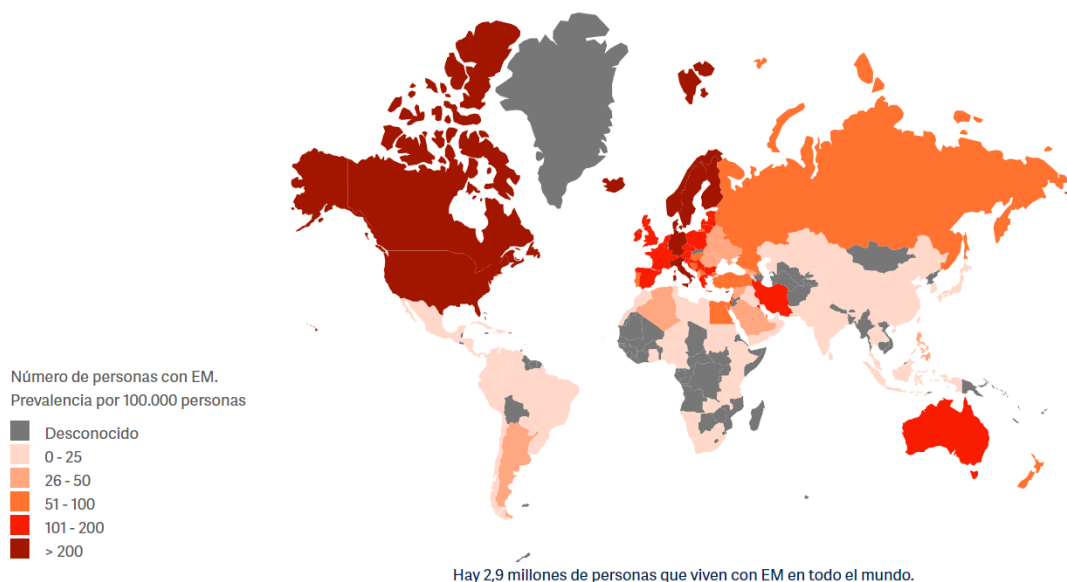 Número de personas con EM.
Prevalencia por 100.000 personas
Desconocido
0 - 25
26 - 50
51 - 100
101 - 200
> 200
Hay 2,9 millones de personas que viven con EM en todo el mundo.